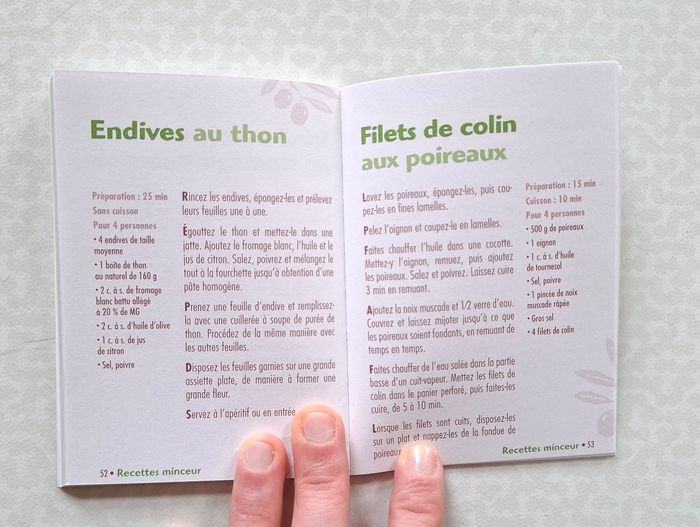 Endives au thon
Préparation : 25 min
Sans cuisson
Pour 4 personnes
• 4 endives de taille
moyenne
• 1 boîte de thon
au naturel de 160 g
• 2 c. à s. de fromage
blanc battu allégé
à 20 % de MG
• 2 c. à s. d'huile d'olive
• 1 c. à s. de jus
de citron
• Sel, poivre
Rincez les endives, épongez-les et prélevez
leurs feuilles une à une.
Égouttez le thon et mettez-le dans une
jatte. Ajoutez le fromage blanc, l'huile et le
jus de citron. Salez, poivrez et mélangez le
tout à la fourchette jusqu'à obtention d'une
pâte homogène.
Prenez une feuille d'endive et remplissez-
la avec une cuillerée à soupe de purée de
thon. Procédez de la même manière avec
les autres feuilles.
Disposez les feuilles garnies sur une grande
assiette plate, de manière à former une
grande fleur.
Servez à l'apéritif ou en entrée
52 • Recettes minceur
Filets de colin
aux poireaux
Lavez les poireaux, épongez-les, puis cou-
pez-les en fines lamelles.
Pelez l'oignon et coupez-le en lamelles.
Faites chauffer l'huile dans une cocotte.
Mettez-y l'oignon, remuez, puis ajoutez
les poireaux. Salez et poivrez. Laissez cuire
3 min en remuant.
Ajoutez la noix muscade et 1/2 verre d'eau.
Couvrez et laissez mijoter jusqu'à ce que
les poireaux soient fondants, en remuant de
temps en temps.
Faites chauffer de l'eau salée dans la partie
basse d'un cuit-vapeur. Mettez les filets de
colin dans le panier perforé, puis faites-les
cuire, de 5 à 10 min.
Lorsque les filets sont cuits, disposez-les
sur un plat et nappez-les de la fondue de
poireaux
Préparation : 15 min
Cuisson : 10 min
Pour 4 personnes
• 500 g de poireaux
• 1 oignon
• 1 c. à s. d'huile
de tournesol
• Sel, poivre
• 1 pincée de noix
muscade râpée
• Gros sel
• 4 filets de colin
Recettes minceur • 53